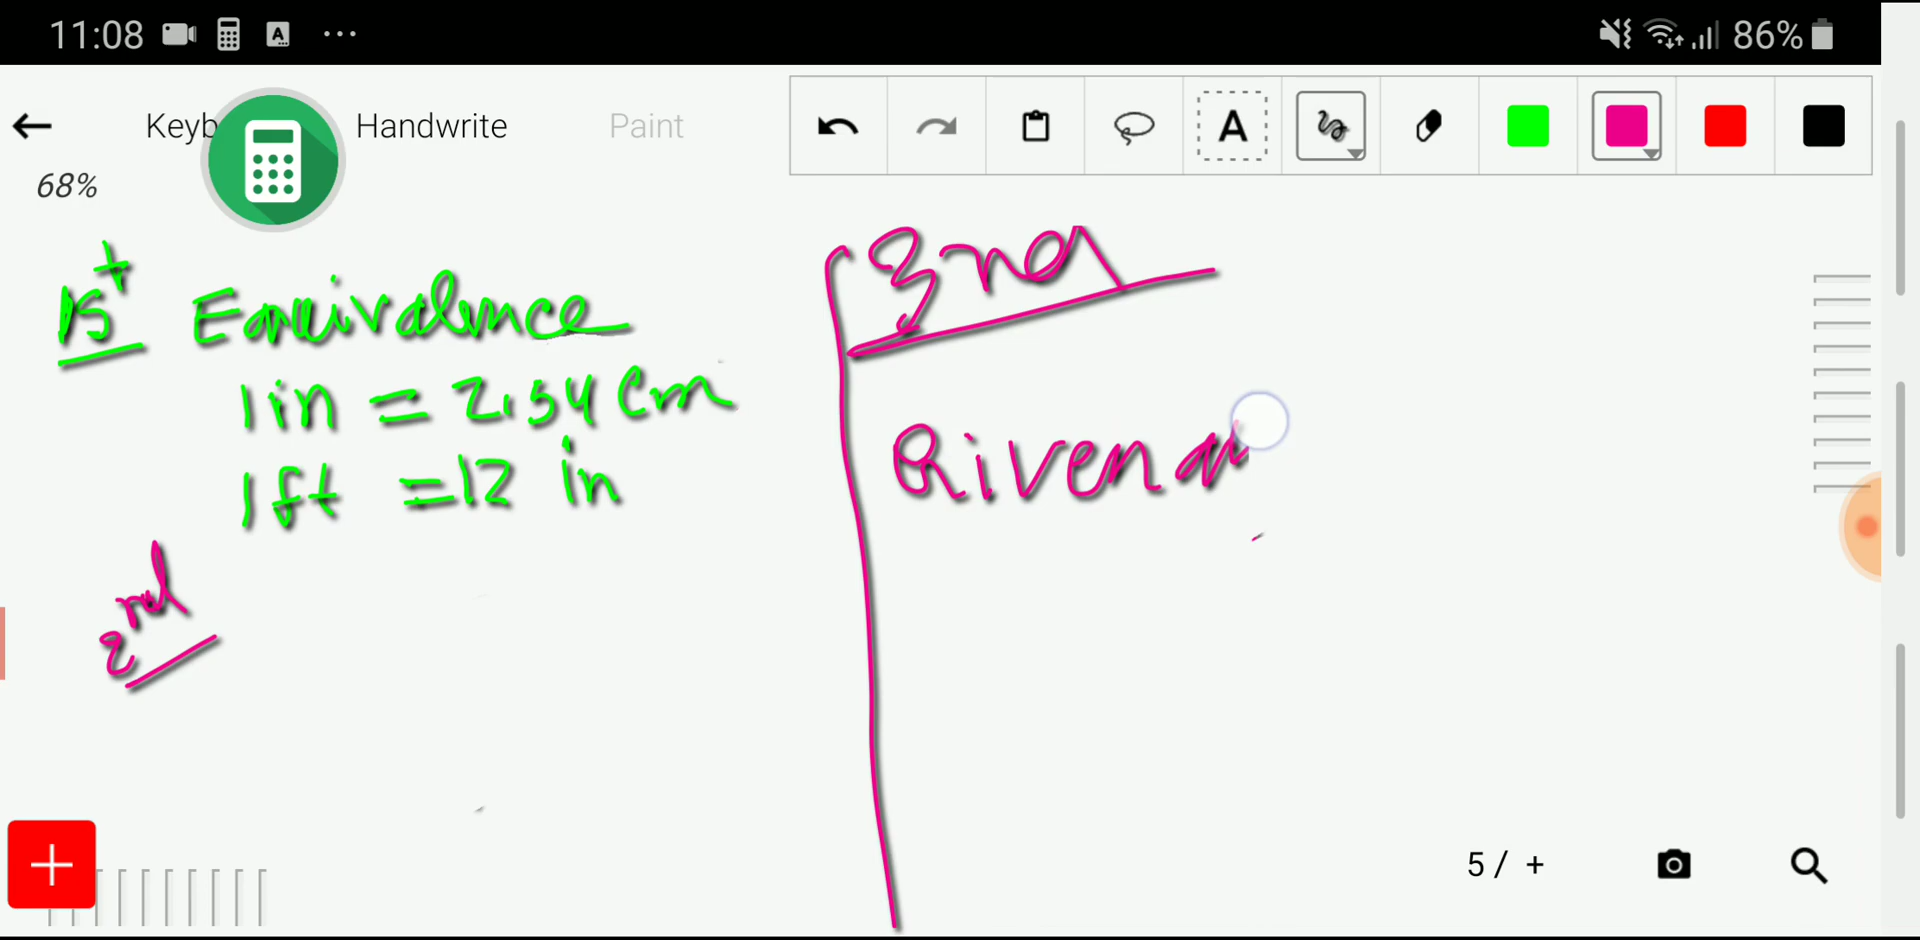 11:08 A ... 86%
Keyb Handwrite Paint A
68%
1st Equivalence
1in = 2.54 cm
1ft = 12 in
2nd
3rd
Given
5 / +